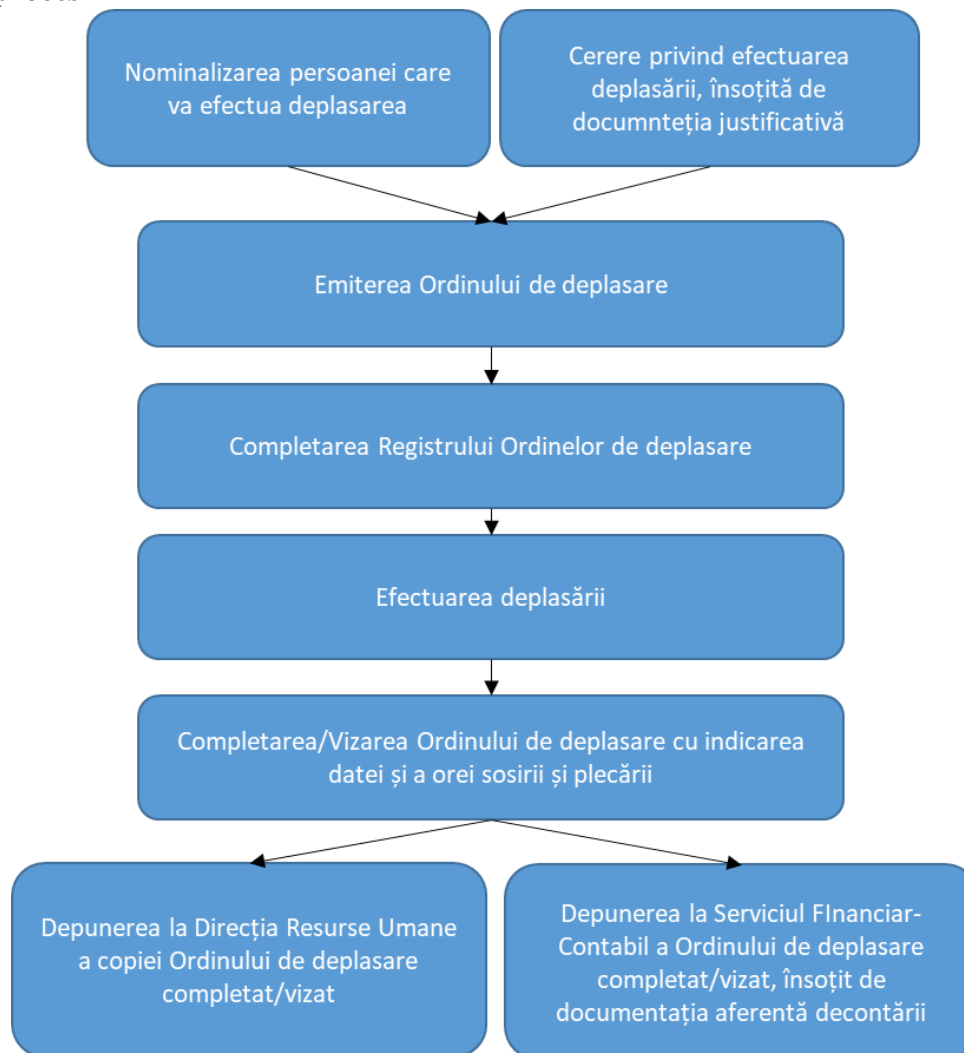 Nominalizarea persoanei care
va efectua deplasarea
Cerere privind efectuarea
deplasării, însoțită de
documnteția justificativă
Emiterea Ordinului de deplasare
Completarea Registrului Ordinelor de deplasare
Efectuarea deplasării
Completarea/Vizarea Ordinului de deplasare cu indicarea
datei și a orei sosirii și plecării
Depunerea la Direcția Resurse Umane
a copiei Ordinului de deplasare
completat/vizat
Depunerea la Serviciul FInanciar-
Contabil a Ordinului de deplasare
completat/vizat, însoțit de
documentația aferentă decontării